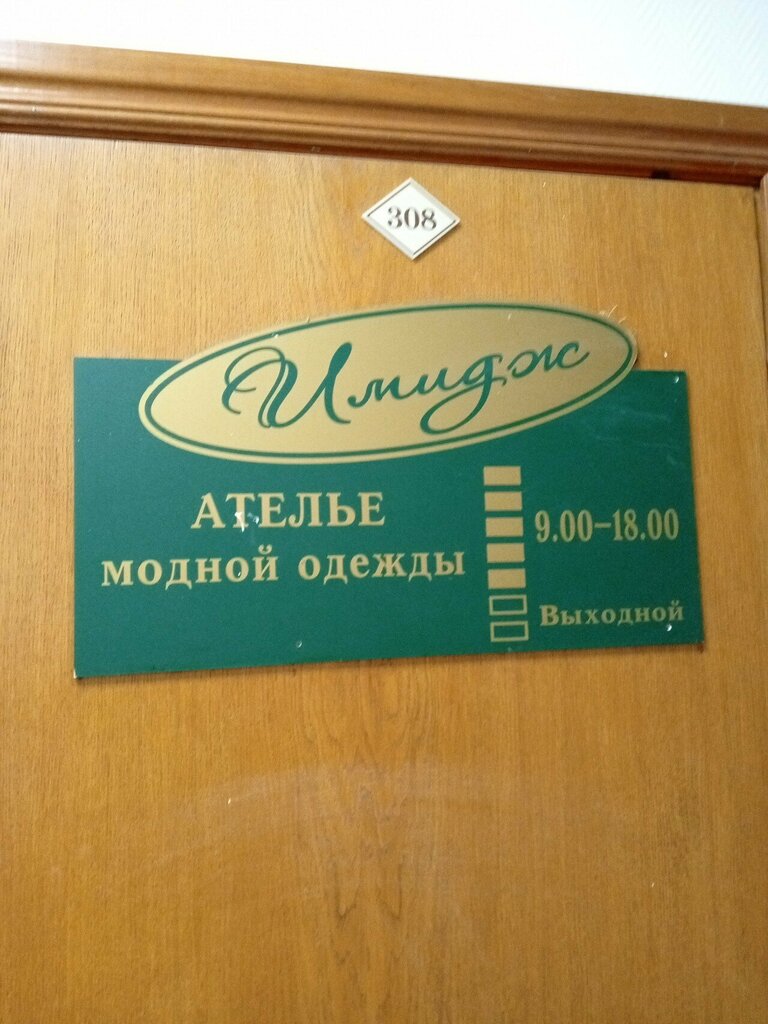 308
Имидж
АТЕЛЬЕ
модной одежды
9.00-18.00
Выходной